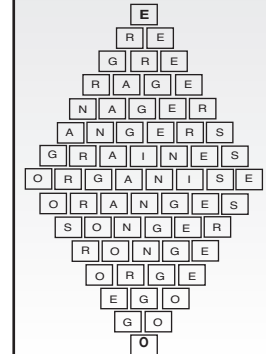 E
RE
GRE
RAGE
NAGER
ANGERS
GRAINES
ORGANISE
ORANGES
SONGER
RONGE
ORGE
EGO
GO
O